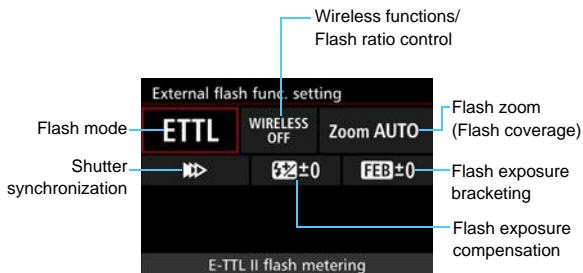 Wireless functions/
Flash ratio control
External flash func. setting
Flash mode
ETTL
WIRELESS
OFF
Zoom AUTO
Flash zoom
(Flash coverage)
Shutter
synchronization
±0
FEB±0
Flash exposure
bracketing
Flash exposure
compensation
E-TTL II flash metering